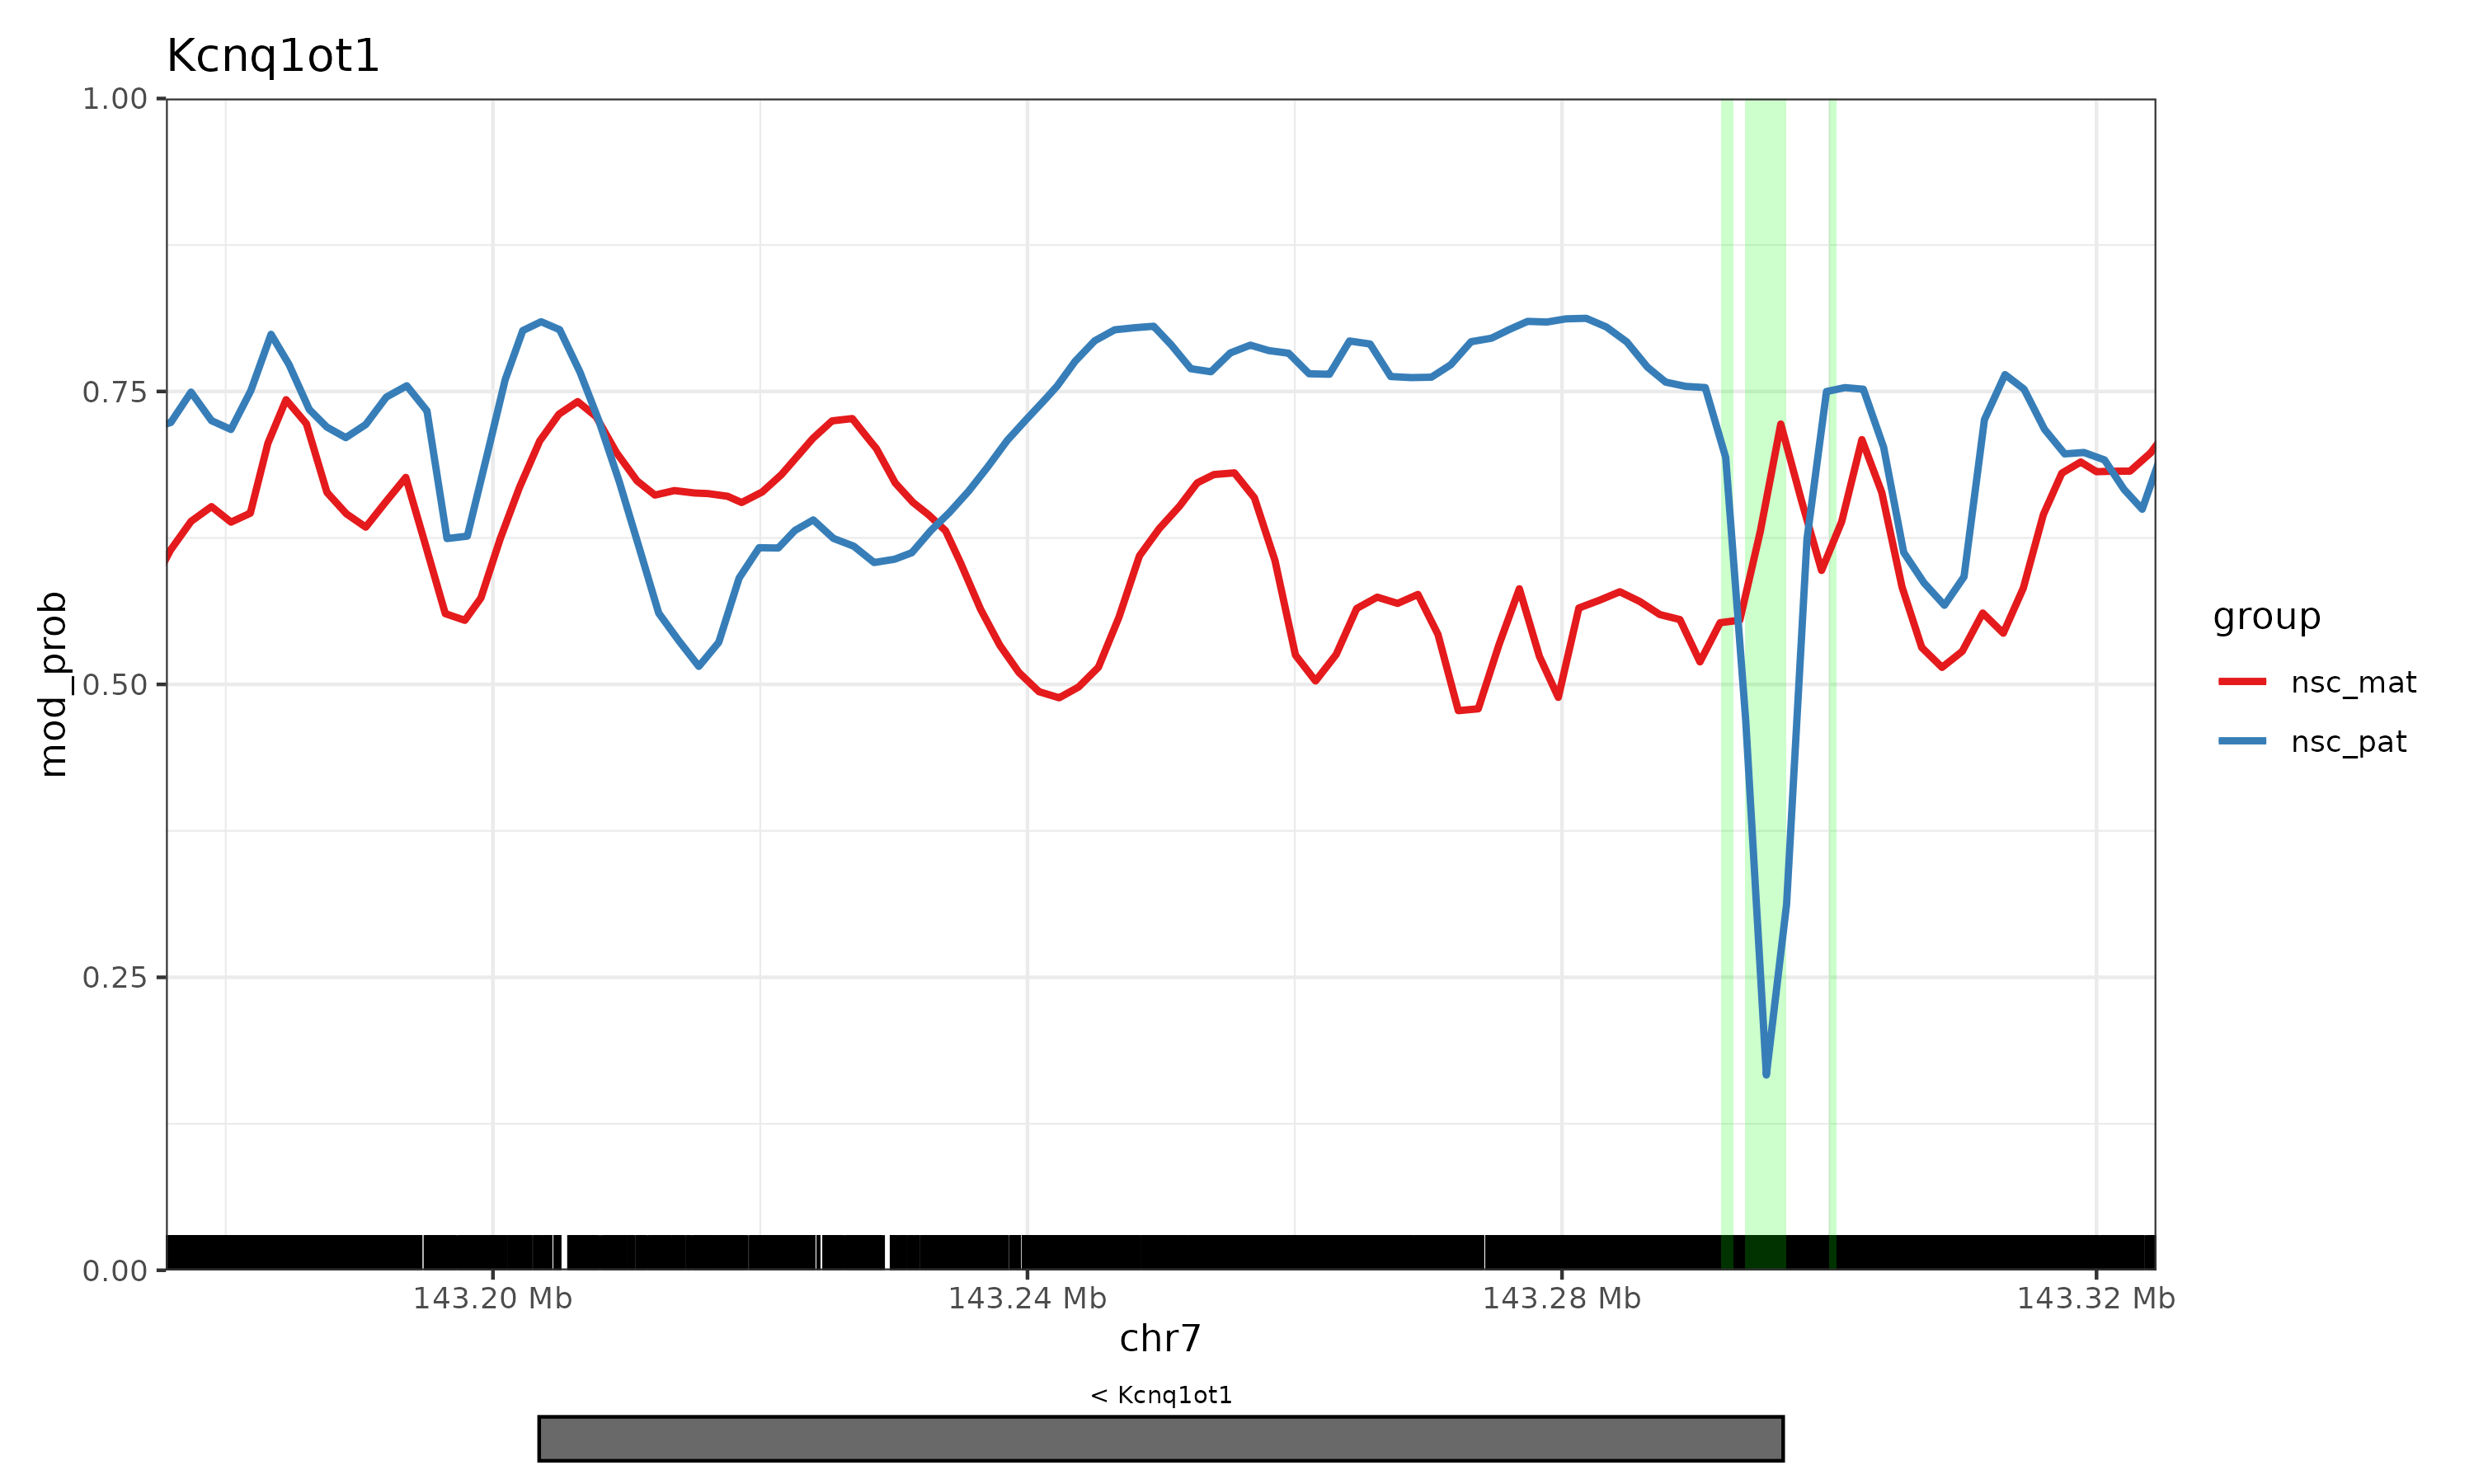 Kcnq1ot1
1.00
0.75
0.50
0.25
0.00
mod_prob
143.20 Mb 143.24 Mb 143.28 Mb 143.32 Mb
chr7
group
nsc_mat
nsc_pat
< Kcnq1ot1